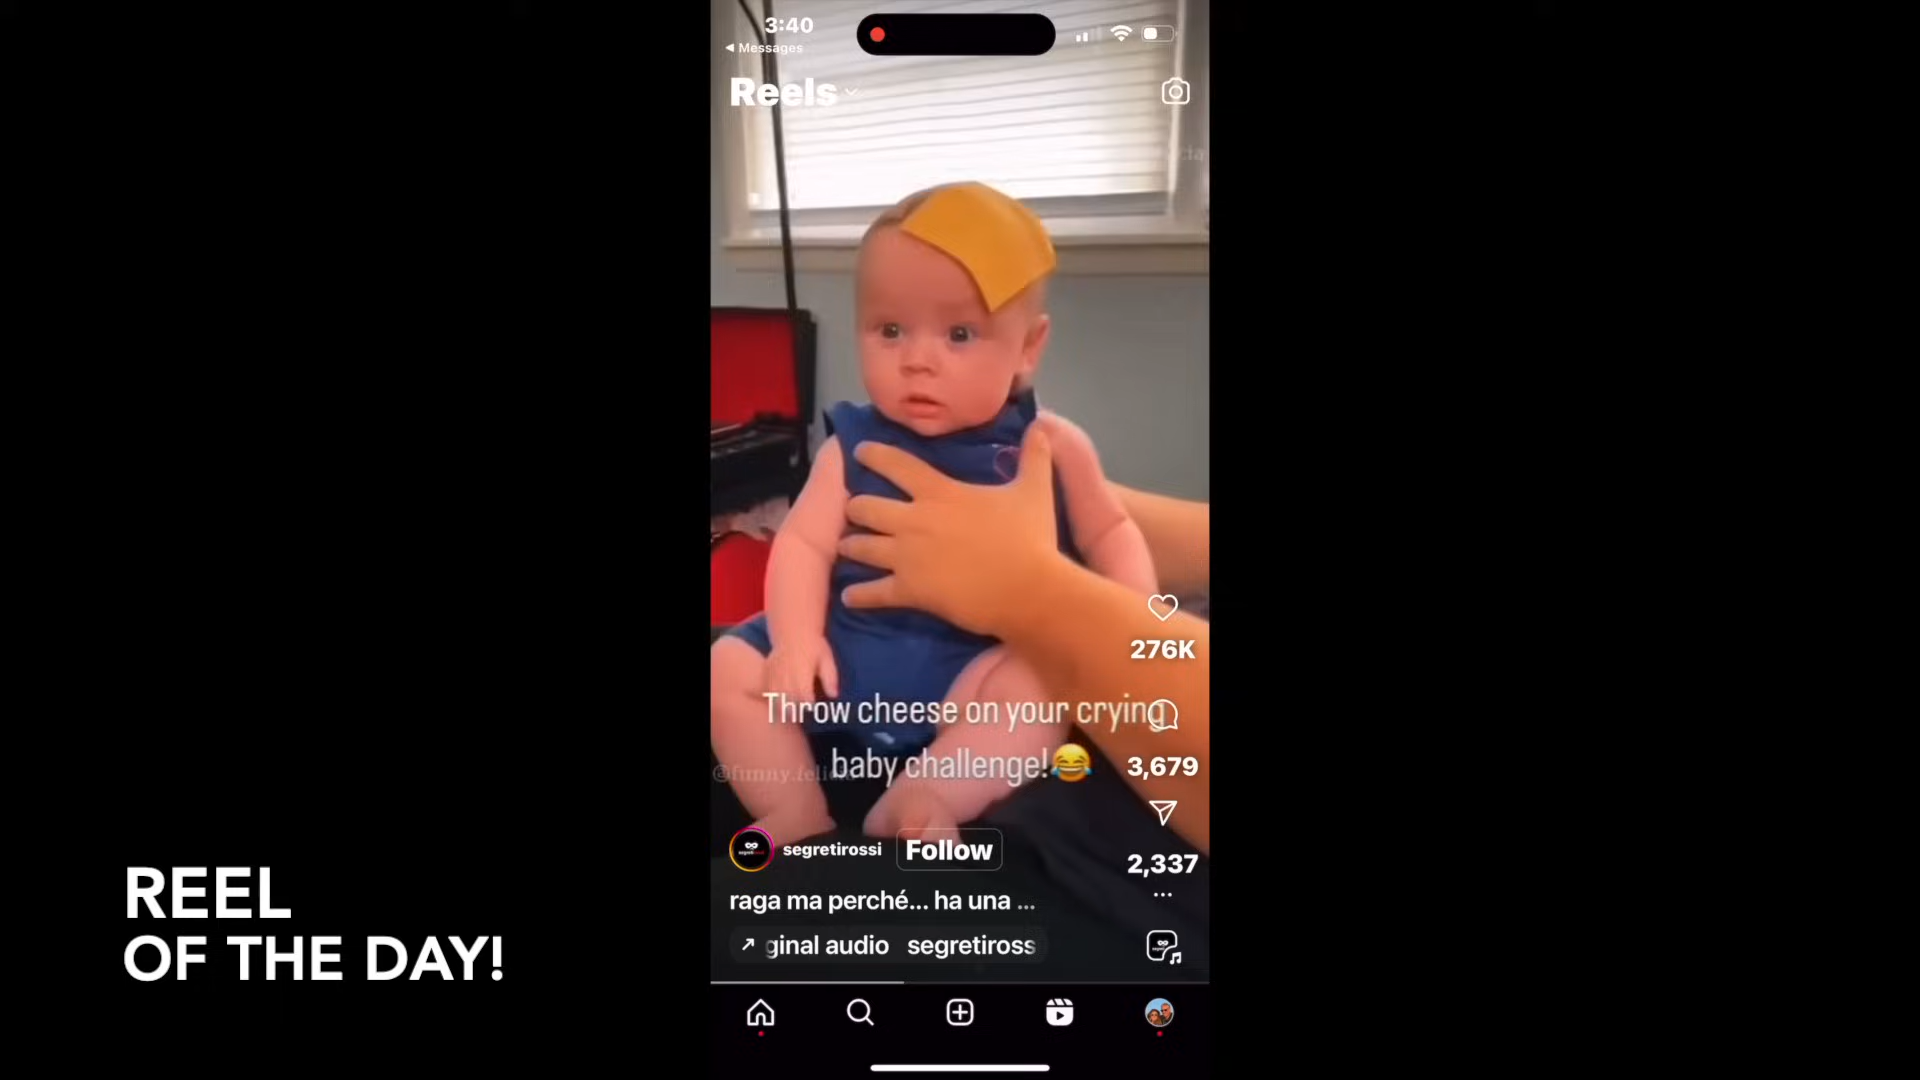 3:40
◀ Messages
Reels
276K
Throw cheese on your crying
baby challenge!😂
3,679
segretirossi
Follow
2,337
raga ma perché... ha una ...
ginal audio segretiross
REEL
OF THE DAY!